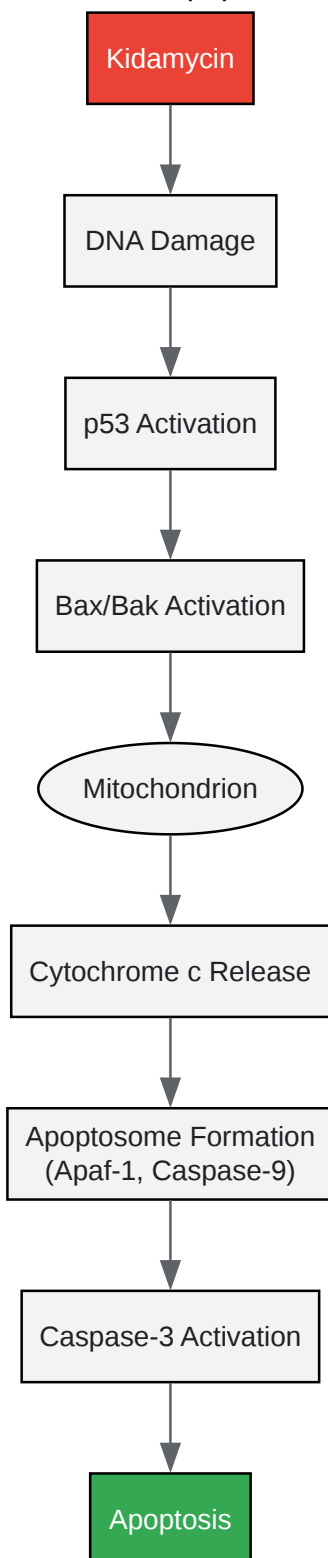 Kidamycin
DNA Damage
p53 Activation
Bax/Bak Activation
Mitochondrion
Cytochrome c Release
Apoptosome Formation
(Apaf-1, Caspase-9)
Caspase-3 Activation
Apoptosis